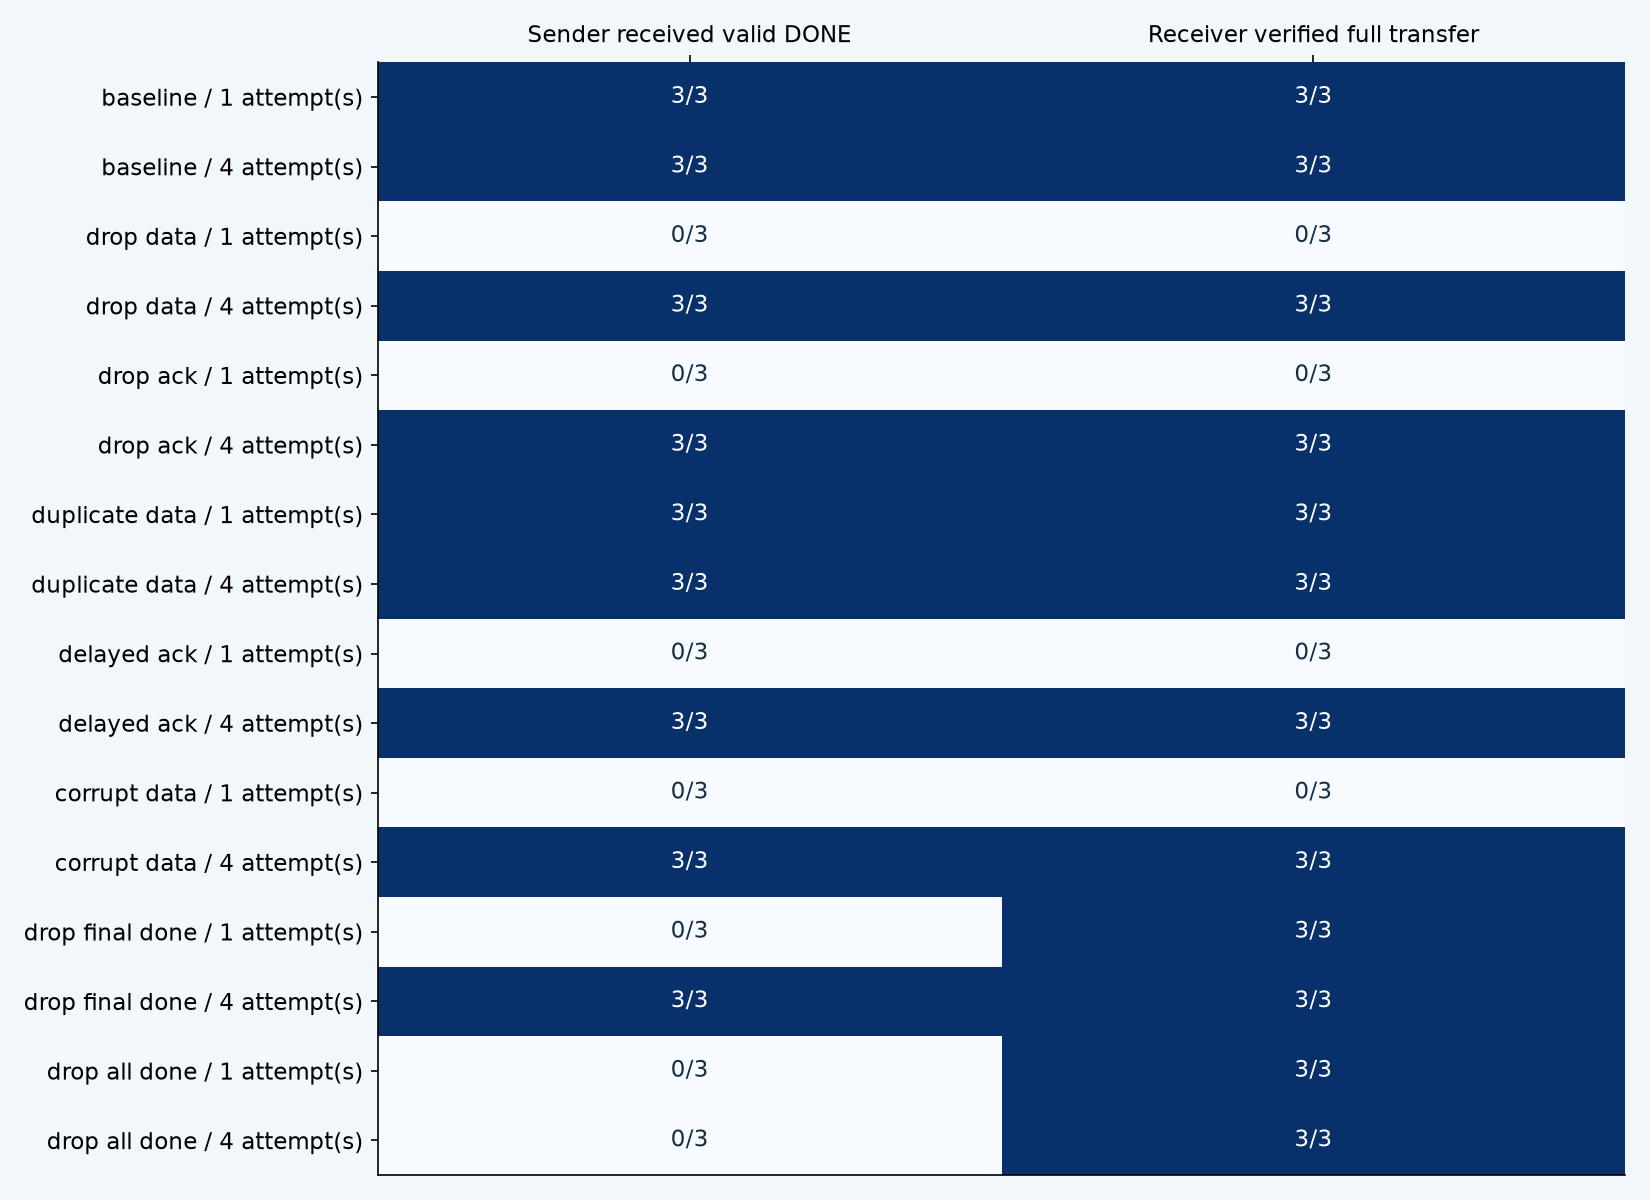 Sender received valid DONE Receiver verified full transfer
baseline / 1 attempt(s) 3/3 3/3
baseline / 4 attempt(s) 3/3 3/3
drop data / 1 attempt(s) 0/3 0/3
drop data / 4 attempt(s) 3/3 3/3
drop ack / 1 attempt(s) 0/3 0/3
drop ack / 4 attempt(s) 3/3 3/3
duplicate data / 1 attempt(s) 3/3 3/3
duplicate data / 4 attempt(s) 3/3 3/3
delayed ack / 1 attempt(s) 0/3 0/3
delayed ack / 4 attempt(s) 3/3 3/3
corrupt data / 1 attempt(s) 0/3 0/3
corrupt data / 4 attempt(s) 3/3 3/3
drop final done / 1 attempt(s) 0/3 3/3
drop final done / 4 attempt(s) 3/3 3/3
drop all done / 1 attempt(s) 0/3 3/3
drop all done / 4 attempt(s) 0/3 3/3